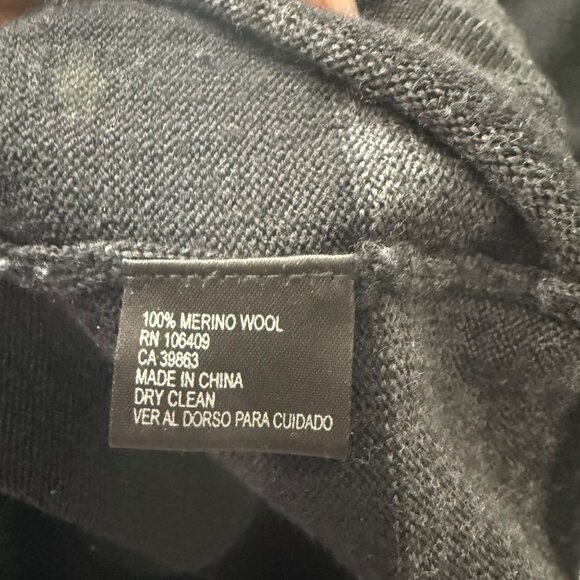 100% MERINO WOOL
RN 106409
CA 39863
MADE IN CHINA
DRY CLEAN
VER AL DORSO PARA CUIDADO